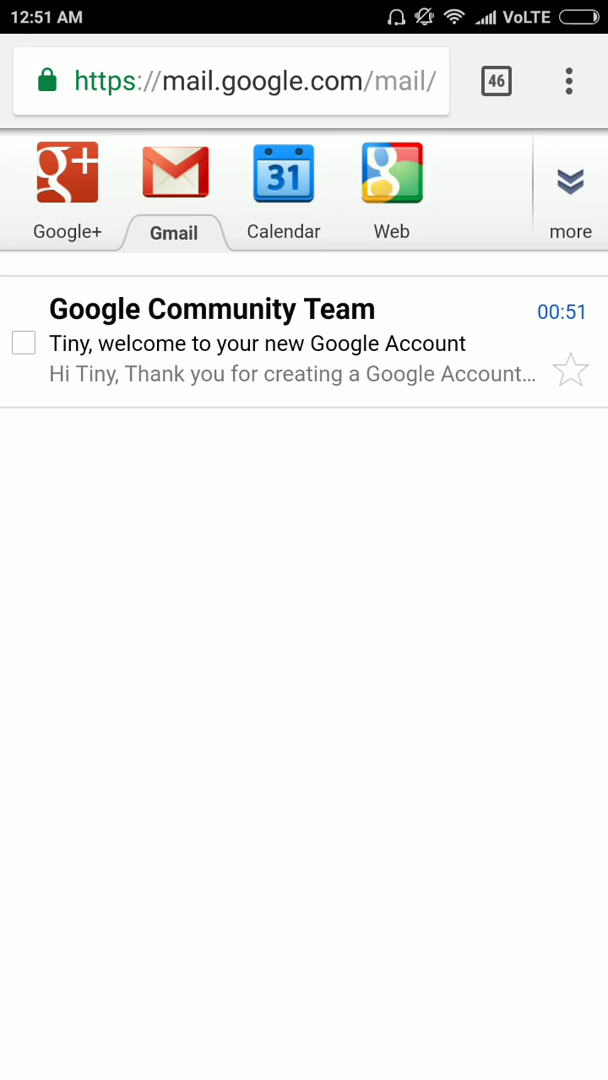 12:51 AM VoLTE
https://mail.google.com/mail/ 46
g+ 31 g
Google+ Gmail Calendar Web more
Google Community Team 00:51
Tiny, welcome to your new Google Account
Hi Tiny, Thank you for creating a Google Account...